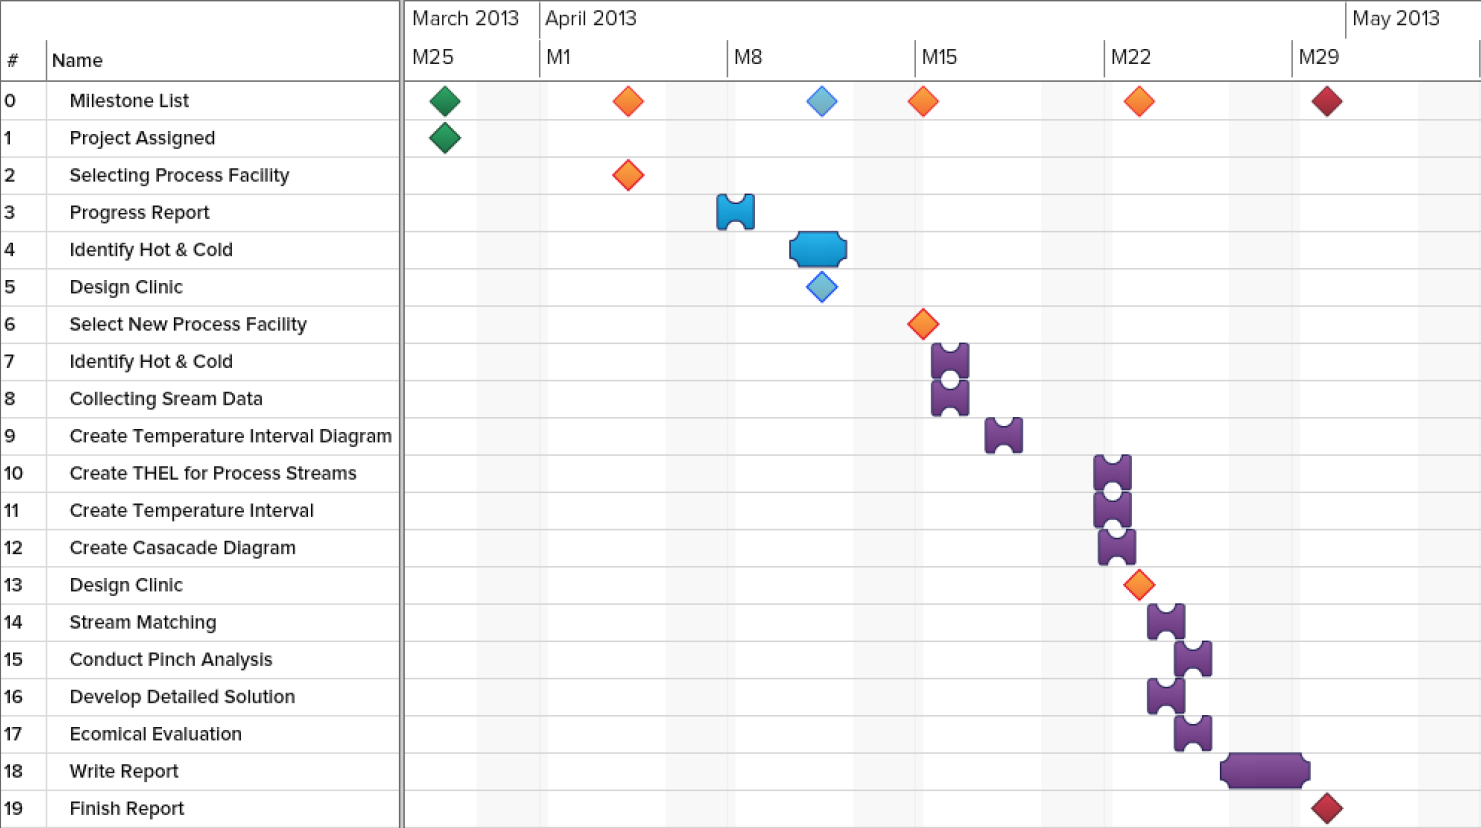 March 2013 April 2013 May 2013
# Name M25 M1 M8 M15 M22 M29
0 Milestone List
1 Project Assigned
2 Selecting Process Facility
3 Progress Report
4 Identify Hot & Cold
5 Design Clinic
6 Select New Process Facility
7 Identify Hot & Cold
8 Collecting Sream Data
9 Create Temperature Interval Diagram
10 Create THEL for Process Streams
11 Create Temperature Interval
12 Create Casacade Diagram
13 Design Clinic
14 Stream Matching
15 Conduct Pinch Analysis
16 Develop Detailed Solution
17 Ecomical Evaluation
18 Write Report
19 Finish Report